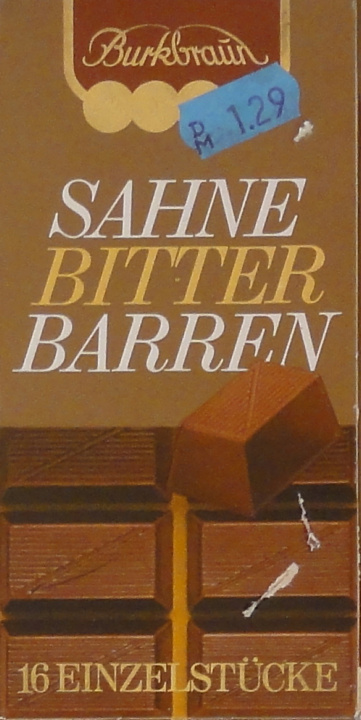 Burkbraun
DM 1.29
SAHNE
BITTER
BARREN
16 EINZELSTÜCKE